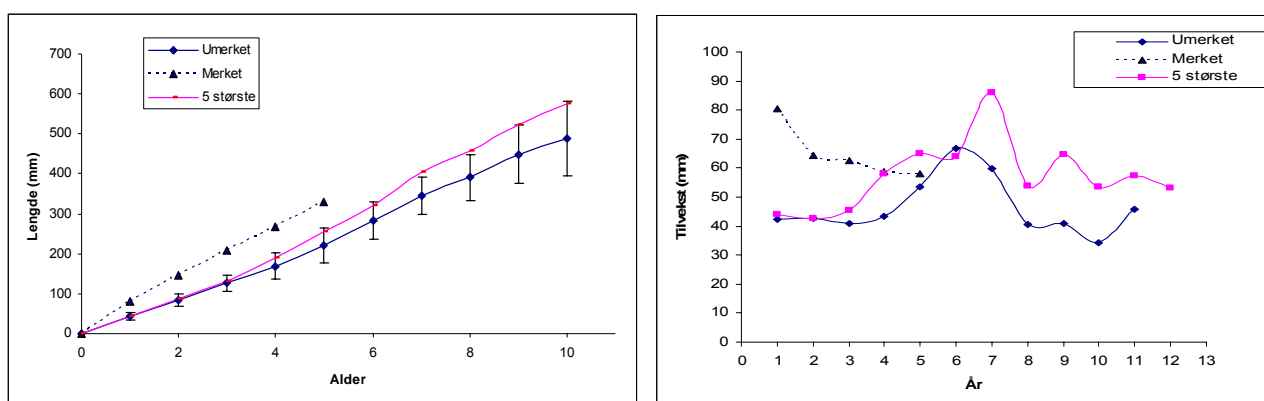 700
600
500
400
300
200
100
0
Lengde (mm)
Umerket
Merket
5 største
0 2 4 6 8 10
Alder
100
90
80
70
60
50
40
30
20
10
0
Tilvekst (mm)
Umerket
Merket
5 største
0 1 2 3 4 5 6 7 8 9 10 11 12 13
År